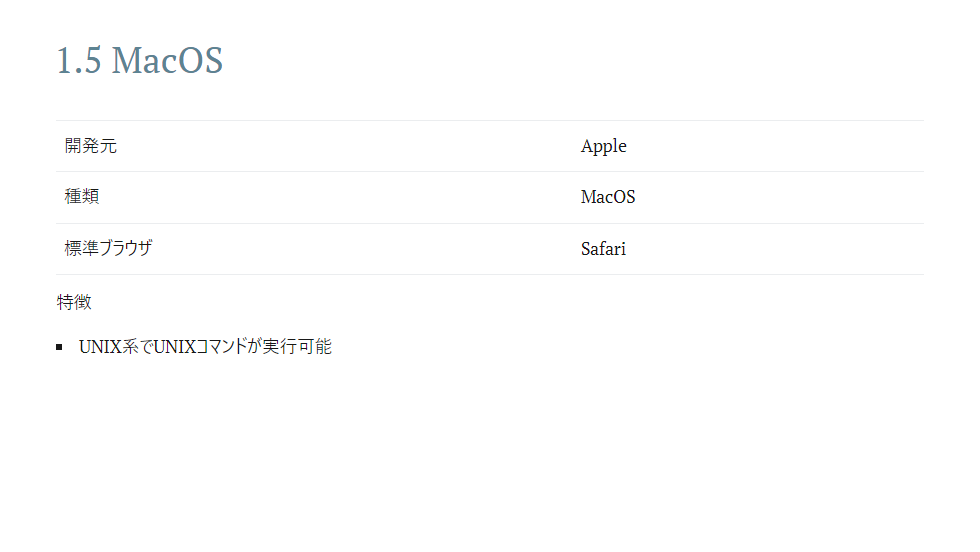 1.5 MacOS
開発元 Apple
種類 MacOS
標準ブラウザ Safari
特徴
▪ UNIX系でUNIXコマンドが実行可能